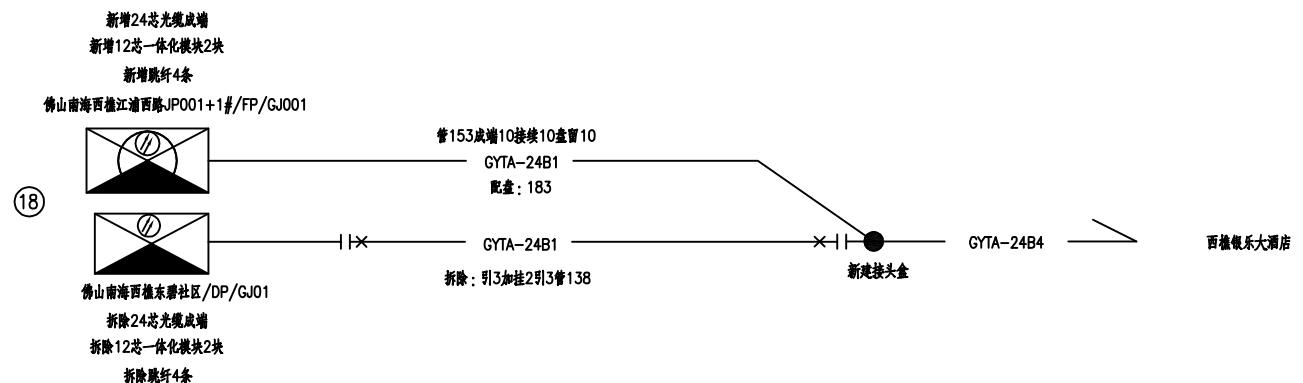 新增24芯光缆成端
新增12芯一体化模块2块
新增跳纤4条
佛山南海西樵江浦西路JP001+1#/FP/GJ001
管153成端10接续10盘留10
GYTA-24B1
配盘：183
18
GYTA-24B1
GYTA-24B4
西樵银乐大酒店
新建接头盒
拆除：引3加挂2引3管138
佛山南海西樵东碧社区/DP/GJ01
拆除24芯光缆成端
拆除12芯一体化模块2块
拆除跳纤4条